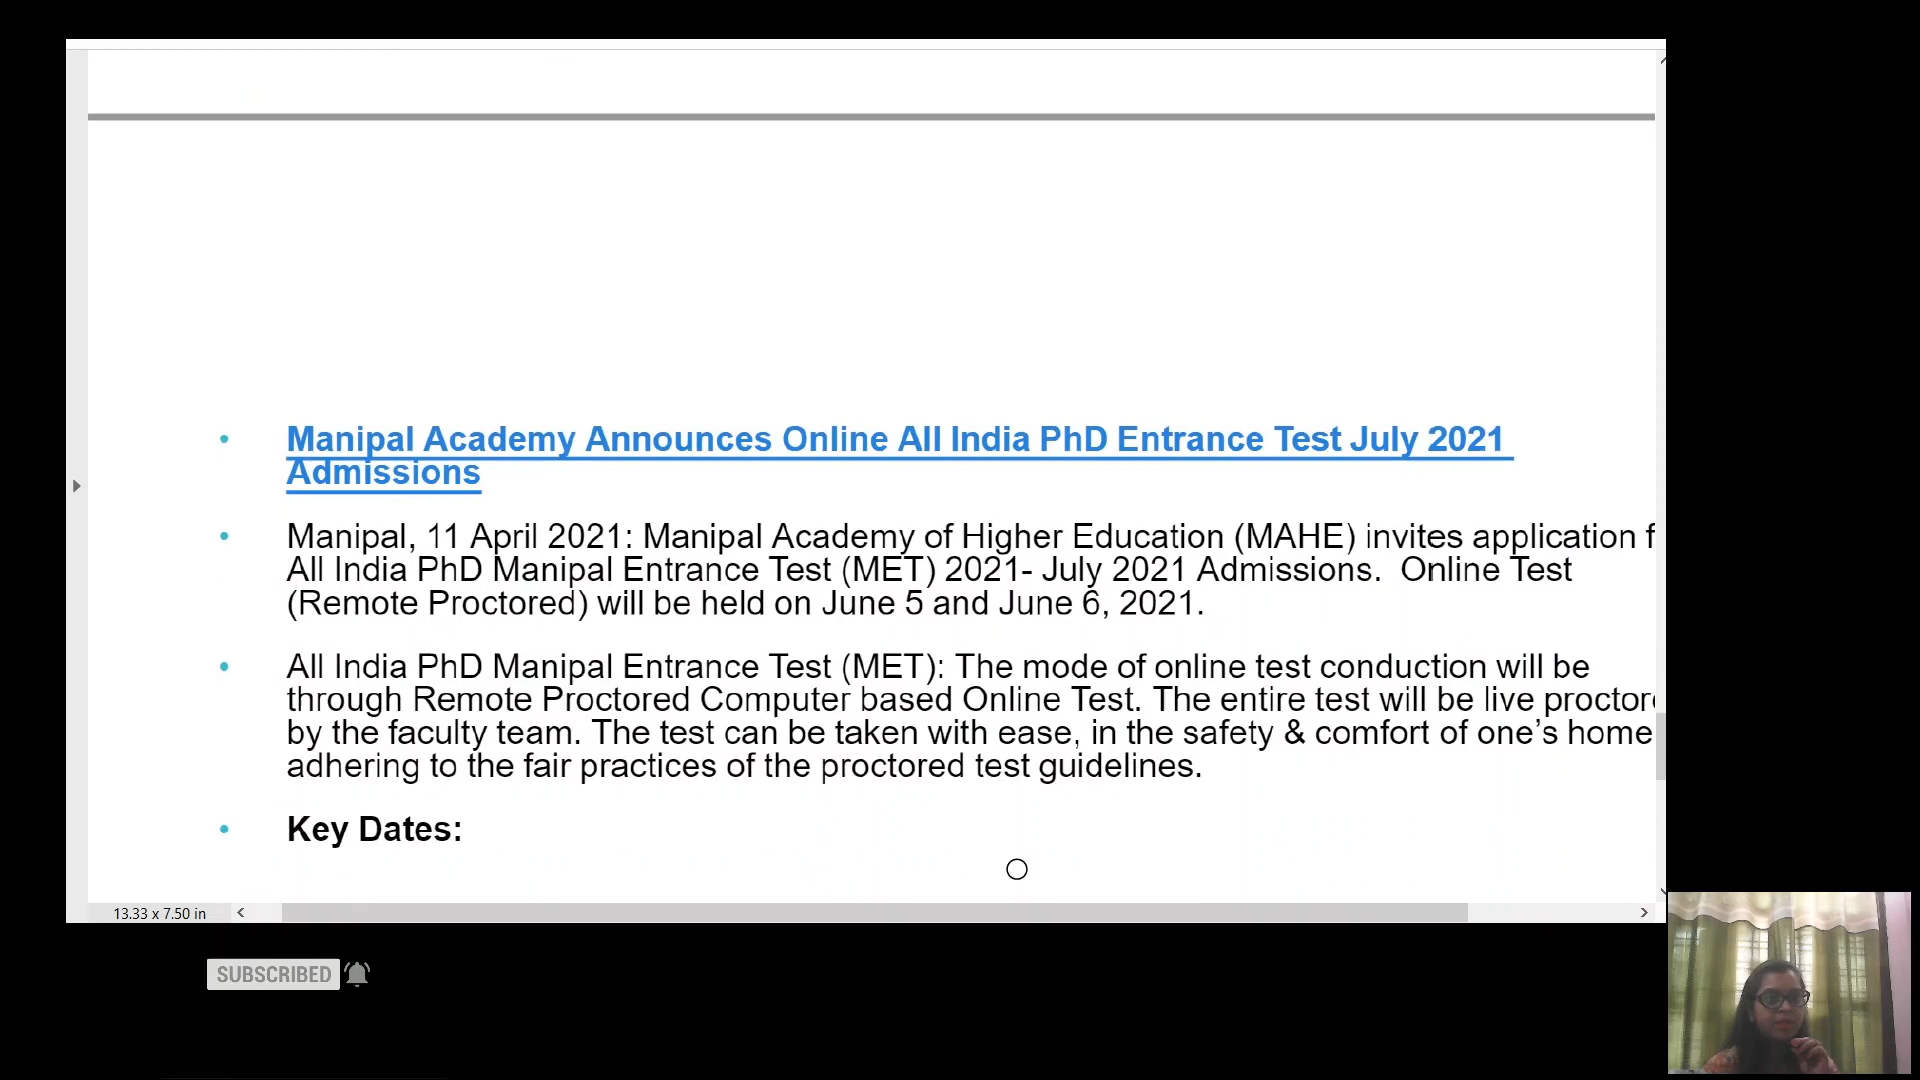 Manipal Academy Announces Online All India PhD Entrance Test July 2021
Admissions
Manipal, 11 April 2021: Manipal Academy of Higher Education (MAHE) invites application f
All India PhD Manipal Entrance Test (MET) 2021- July 2021 Admissions. Online Test
(Remote Proctored) will be held on June 5 and June 6, 2021.
All India PhD Manipal Entrance Test (MET): The mode of online test conduction will be
through Remote Proctored Computer based Online Test. The entire test will be live proctor
by the faculty team. The test can be taken with ease, in the safety & comfort of one’s home
adhering to the fair practices of the proctored test guidelines.
Key Dates:
13.33 x 7.50 in
SUBSCRIBED